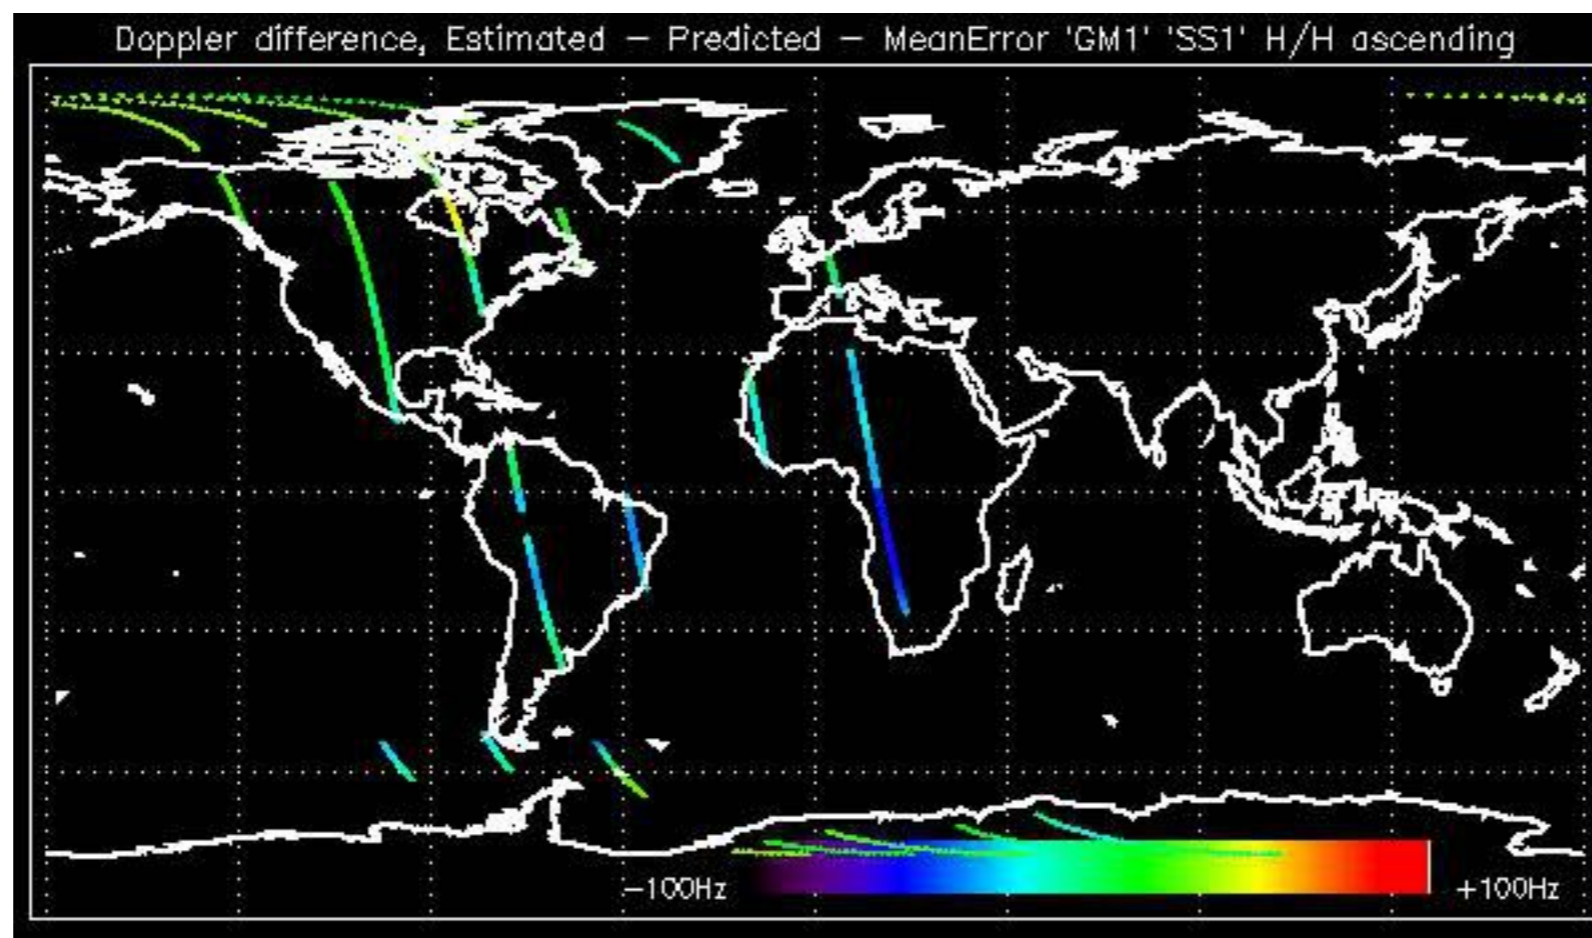 Doppler difference, Estimated – Predicted – MeanError 'GM1' 'SS1' H/H ascending
–100Hz
+100Hz